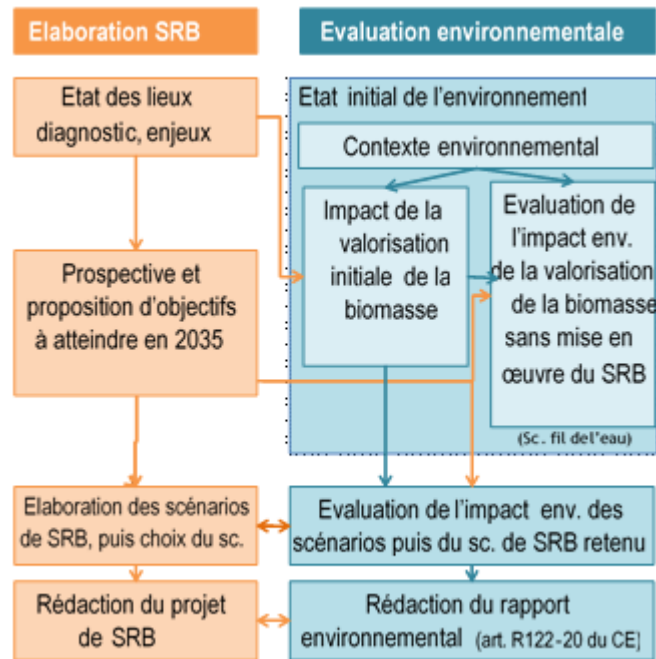 Elaboration SRB
Evaluation environnementale
Etat des lieux
diagnostic, enjeux
Etat initial de l'environnement
Contexte environnemental
Impact de la
valorisation
initiale de la
biomasse
Evaluation de
l'impact env.
de la valorisation
de la biomasse
sans mise en
œuvre du SRB
(Sc. fil del'eau)
Prospective et
proposition d'objectifs
à atteindre en 2035
Elaboration des scénarios
de SRB, puis choix du sc.
Evaluation de l'impact env. des
scénarios puis du sc. de SRB retenu
Rédaction du projet
de SRB
Rédaction du rapport
environnemental (art. R122-20 du CE)